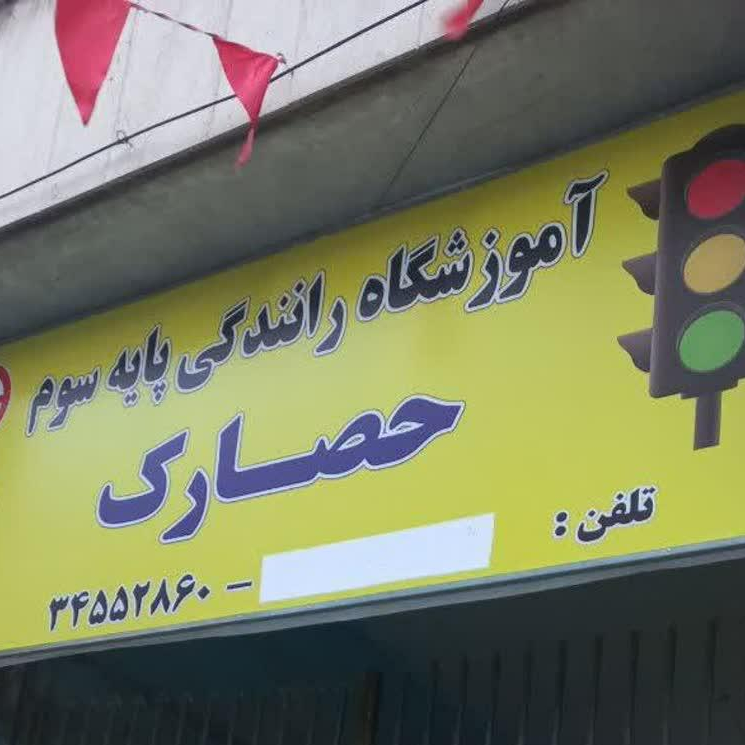 آموزشگاه رانندگی پایه سوم
حصارک
تلفن :
– ۳۴۵۵۲۸۶۰